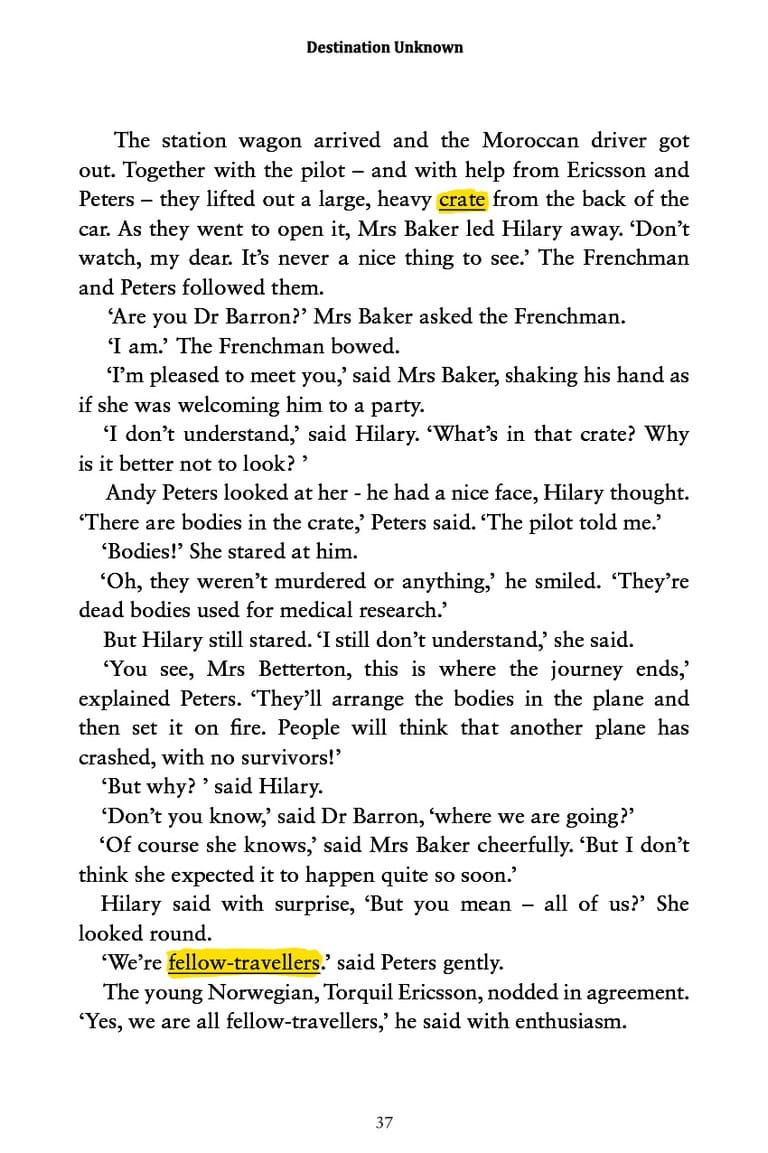 Destination Unknown
The station wagon arrived and the Moroccan driver got
out. Together with the pilot – and with help from Ericsson and
Peters – they lifted out a large, heavy crate from the back of the
car. As they went to open it, Mrs Baker led Hilary away. ‘Don’t
watch, my dear. It’s never a nice thing to see.’ The Frenchman
and Peters followed them.
‘Are you Dr Barron?’ Mrs Baker asked the Frenchman.
‘I am.’ The Frenchman bowed.
‘I’m pleased to meet you,’ said Mrs Baker, shaking his hand as
if she was welcoming him to a party.
‘I don’t understand,’ said Hilary. ‘What’s in that crate? Why
is it better not to look? ’
Andy Peters looked at her - he had a nice face, Hilary thought.
‘There are bodies in the crate,’ Peters said. ‘The pilot told me.’
‘Bodies!’ She stared at him.
‘Oh, they weren’t murdered or anything,’ he smiled. ‘They’re
dead bodies used for medical research.’
But Hilary still stared. ‘I still don’t understand,’ she said.
‘You see, Mrs Betterton, this is where the journey ends,’
explained Peters. ‘They’ll arrange the bodies in the plane and
then set it on fire. People will think that another plane has
crashed, with no survivors!’
‘But why? ’ said Hilary.
‘Don’t you know,’ said Dr Barron, ‘where we are going?’
‘Of course she knows,’ said Mrs Baker cheerfully. ‘But I don’t
think she expected it to happen quite so soon.’
Hilary said with surprise, ‘But you mean – all of us?’ She
looked round.
‘We’re fellow-travellers.’ said Peters gently.
The young Norwegian, Torquil Ericsson, nodded in agreement.
‘Yes, we are all fellow-travellers,’ he said with enthusiasm.
37